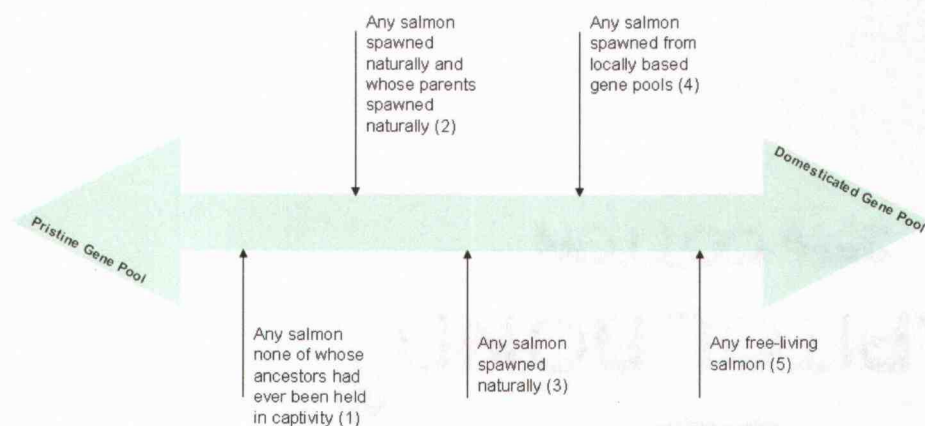 Any salmon
spawned
naturally and
whose parents
spawned
naturally (2)
Any salmon
spawned from
locally based
gene pools (4)
Pristine Gene Pool
Domesticated Gene Pool
Any salmon
none of whose
ancestors had
ever been held
in captivity (1)
Any salmon
spawned
naturally (3)
Any free-living
salmon (5)